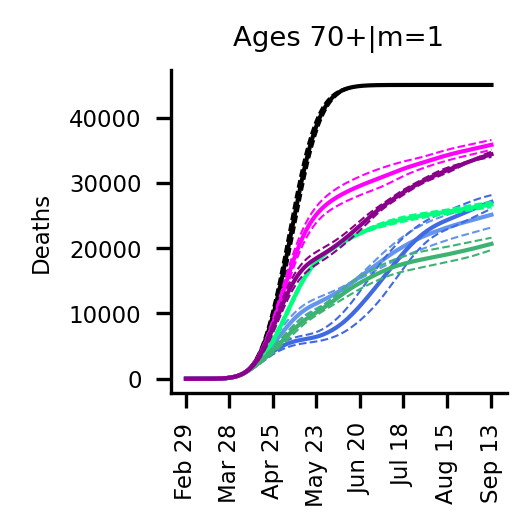 Ages 70+|m=1
Deaths
40000
30000
20000
10000
0
Feb 29
Mar 28
Apr 25
May 23
Jun 20
Jul 18
Aug 15
Sep 13